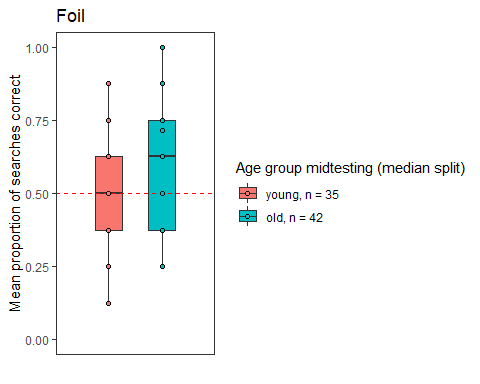 Foil
Mean proportion of searches correct
1.00
0.75
0.50
0.25
0.00
Age group midtesting (median split)
young, n = 35
old, n = 42